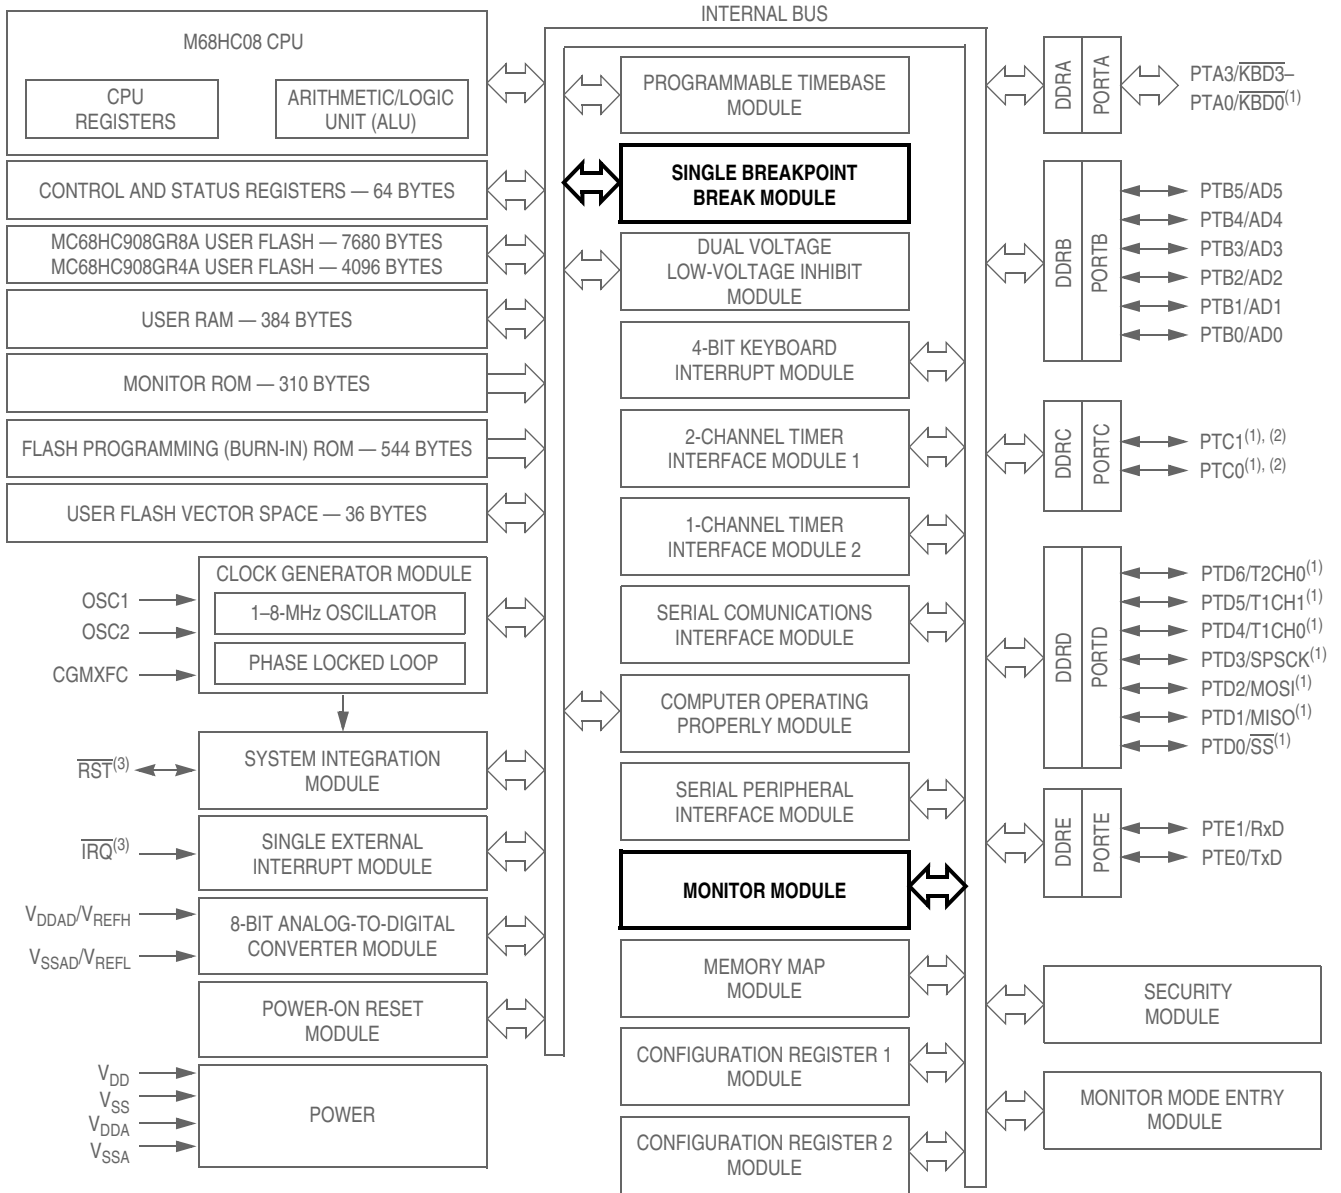 INTERNAL BUS
M68HC08 CPU
CPU
REGISTERS
ARITHMETIC/LOGIC
UNIT (ALU)
CONTROL AND STATUS REGISTERS — 64 BYTES
MC68HC908GR8A USER FLASH — 7680 BYTES
MC68HC908GR4A USER FLASH — 4096 BYTES
USER RAM — 384 BYTES
MONITOR ROM — 310 BYTES
FLASH PROGRAMMING (BURN-IN) ROM — 544 BYTES
USER FLASH VECTOR SPACE — 36 BYTES
CLOCK GENERATOR MODULE
1–8-MHz OSCILLATOR
PHASE LOCKED LOOP
OSC1
OSC2
CGMXFC
SYSTEM INTEGRATION
MODULE
RST(3)
SINGLE EXTERNAL
INTERRUPT MODULE
IRQ(3)
8-BIT ANALOG-TO-DIGITAL
CONVERTER MODULE
VDDAD/VREFH
VSSAD/VREFL
POWER-ON RESET
MODULE
POWER
VDD
VSS
VDDA
VSSA
PROGRAMMABLE TIMEBASE
MODULE
SINGLE BREAKPOINT
BREAK MODULE
DUAL VOLTAGE
LOW-VOLTAGE INHIBIT
MODULE
4-BIT KEYBOARD
INTERRUPT MODULE
2-CHANNEL TIMER
INTERFACE MODULE 1
1-CHANNEL TIMER
INTERFACE MODULE 2
SERIAL COMUNICATIONS
INTERFACE MODULE
COMPUTER OPERATING
PROPERLY MODULE
SERIAL PERIPHERAL
INTERFACE MODULE
MONITOR MODULE
MEMORY MAP
MODULE
CONFIGURATION REGISTER 1
MODULE
CONFIGURATION REGISTER 2
MODULE
DDRA
PORTA
PTA3/KBD3–
PTA0/KBD0(1)
DDRB
PORTB
PTB5/AD5
PTB4/AD4
PTB3/AD3
PTB2/AD2
PTB1/AD1
PTB0/AD0
DDRC
PORTC
PTC1(1), (2)
PTC0(1), (2)
DDRD
PORTD
PTD6/T2CH0(1)
PTD5/T1CH1(1)
PTD4/T1CH0(1)
PTD3/SPSCK(1)
PTD2/MOSI(1)
PTD1/MISO(1)
PTD0/SS(1)
DDRE
PORTE
PTE1/RxD
PTE0/TxD
SECURITY
MODULE
MONITOR MODE ENTRY
MODULE